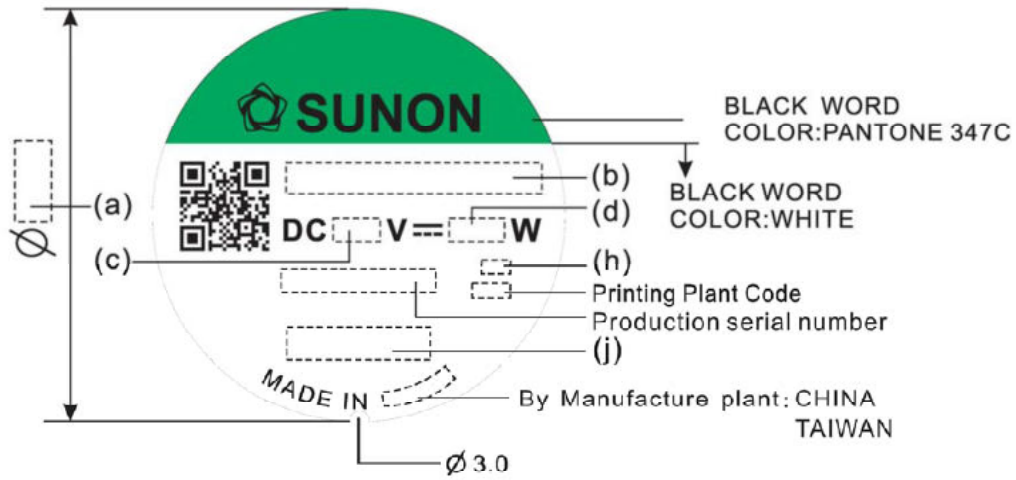 SUNON
BLACK WORD
COLOR:PANTONE 347C
(a)
(b)
BLACK WORD
COLOR:WHITE
DC V W
(d)
Ø
(c)
(h)
Printing Plant Code
Production serial number
(j)
MADE IN
By Manufacture plant: CHINA
TAIWAN
Ø 3.0